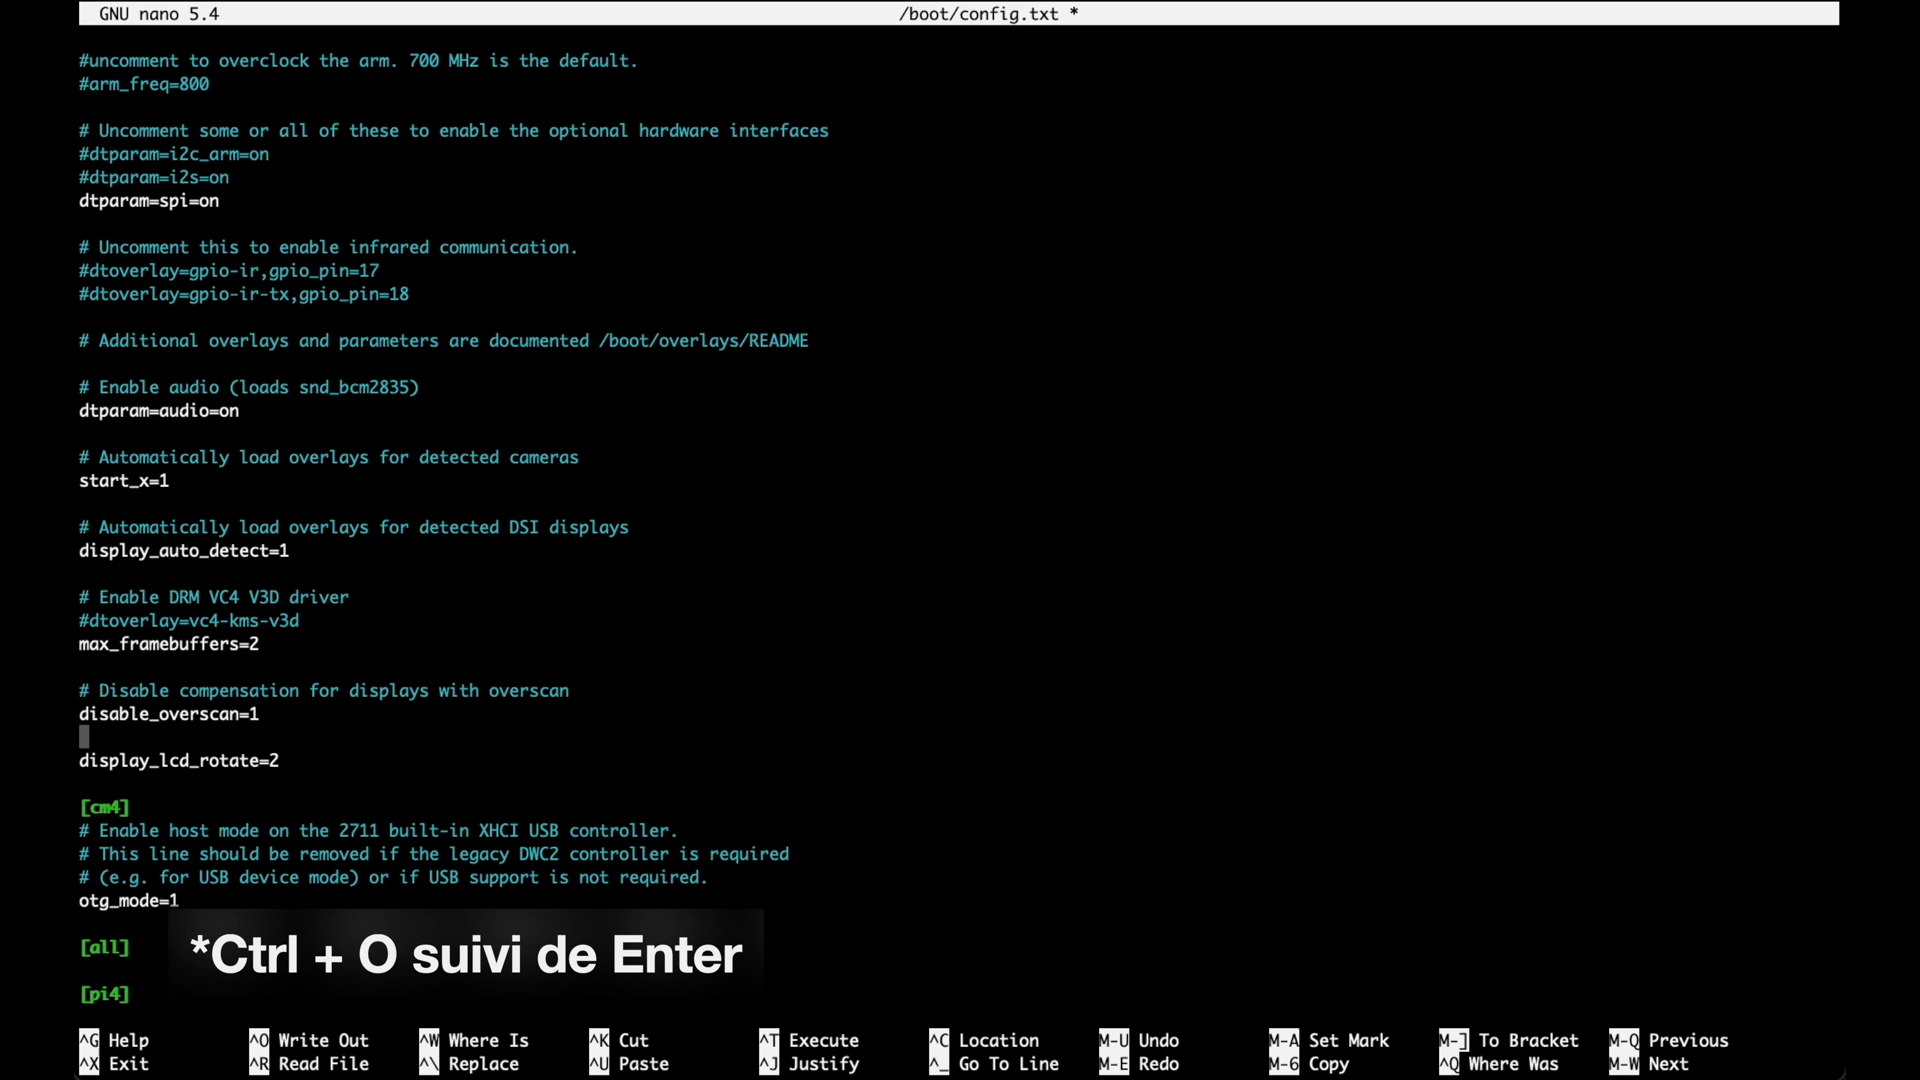 GNU nano 5.4 /boot/config.txt *
#uncomment to overclock the arm. 700 MHz is the default.
#arm_freq=800
# Uncomment some or all of these to enable the optional hardware interfaces
#dtparam=i2c_arm=on
#dtparam=i2s=on
dtparam=spi=on
# Uncomment this to enable infrared communication.
#dtoverlay=gpio-ir,gpio_pin=17
#dtoverlay=gpio-ir-tx,gpio_pin=18
# Additional overlays and parameters are documented /boot/overlays/README
# Enable audio (loads snd_bcm2835)
dtparam=audio=on
# Automatically load overlays for detected cameras
start_x=1
# Automatically load overlays for detected DSI displays
display_auto_detect=1
# Enable DRM VC4 V3D driver
#dtoverlay=vc4-kms-v3d
max_framebuffers=2
# Disable compensation for displays with overscan
disable_overscan=1
display_lcd_rotate=2
[cm4]
# Enable host mode on the 2711 built-in XHCI USB controller.
# This line should be removed if the legacy DWC2 controller is required
# (e.g. for USB device mode) or if USB support is not required.
otg_mode=1
[all]
*Ctrl + O suivi de Enter
[pi4]
^G Help ^O Write Out ^W Where Is ^K Cut ^T Execute ^C Location M-U Undo M-A Set Mark M-] To Bracket M-Q Previous
^X Exit ^R Read File ^\ Replace ^U Paste ^J Justify ^_ Go To Line M-E Redo M-6 Copy ^Q Where Was M-W Next